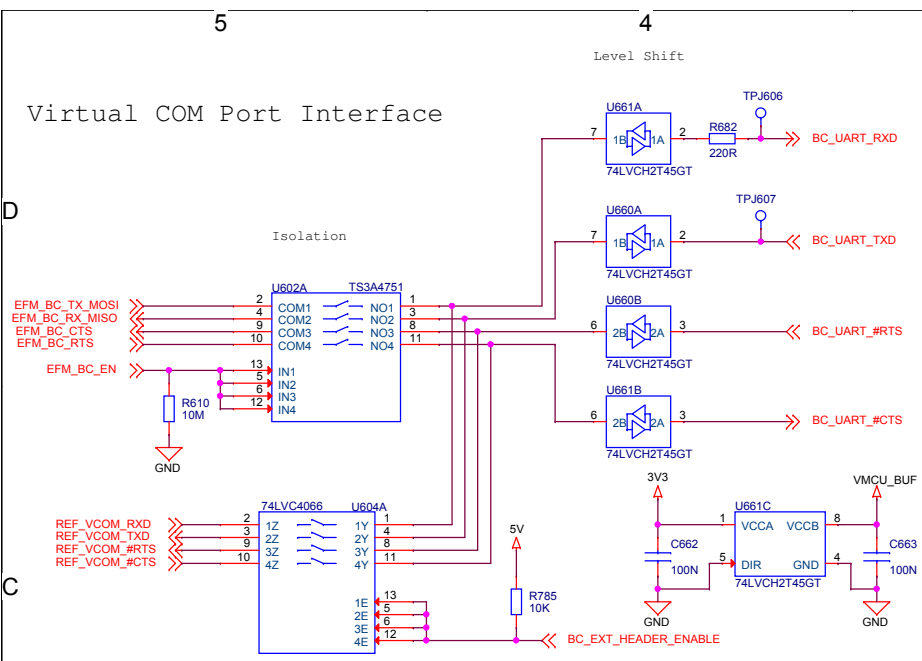 5 4
Level Shift
Virtual COM Port Interface
U661A
TPJ606
7 1B 1A 2
R682
220R
BC_UART_RXD
74LVCH2T45GT
D
Isolation
U660A
TPJ607
7 1B 1A 2
BC_UART_TXD
74LVCH2T45GT
U602A TS3A4751
EFM_BC_TX_MOSI 2 COM1 NO1 1
EFM_BC_RX_MISO 4 COM2 NO2 3
EFM_BC_CTS 9 COM3 NO3 8
EFM_BC_RTS 10 COM4 NO4 11
EFM_BC_EN 13 IN1
5 IN2
6 IN3
12 IN4
R610
10M
GND
U660B
6 2B 2A 3
BC_UART_#RTS
74LVCH2T45GT
U661B
6 2B 2A 3
BC_UART_#CTS
74LVCH2T45GT
74LVC4066 U604A
REF_VCOM_RXD 2 1Z 1Y 1
REF_VCOM_TXD 3 2Z 2Y 4
REF_VCOM_#RTS 9 3Z 3Y 8
REF_VCOM_#CTS 10 4Z 4Y 11
1E 13
2E 5
3E 6
4E 12
5V
R785
10K
BC_EXT_HEADER_ENABLE
3V3
U661C
VMCU_BUF
1 VCCA VCCB 8
C662
100N
5 DIR GND 4
C663
100N
74LVCH2T45GT
GND
GND
C